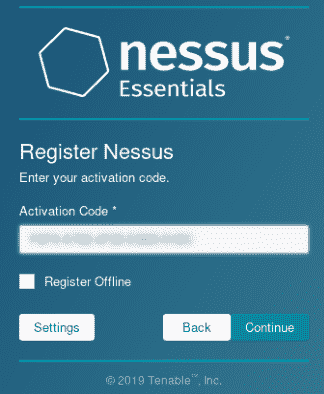 nessus®
Essentials
Register Nessus
Enter your activation code.
Activation Code *
Register Offline
Settings
Back
Continue
© 2019 Tenable™, Inc.